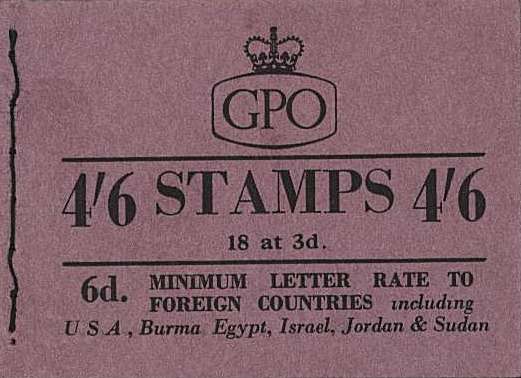 GPO
4'6 STAMPS 4'6
18 at 3d.
6d. MINIMUM LETTER RATE TO
FOREIGN COUNTRIES including
U S A , Burma Egypt, Israel, Jordan & Sudan